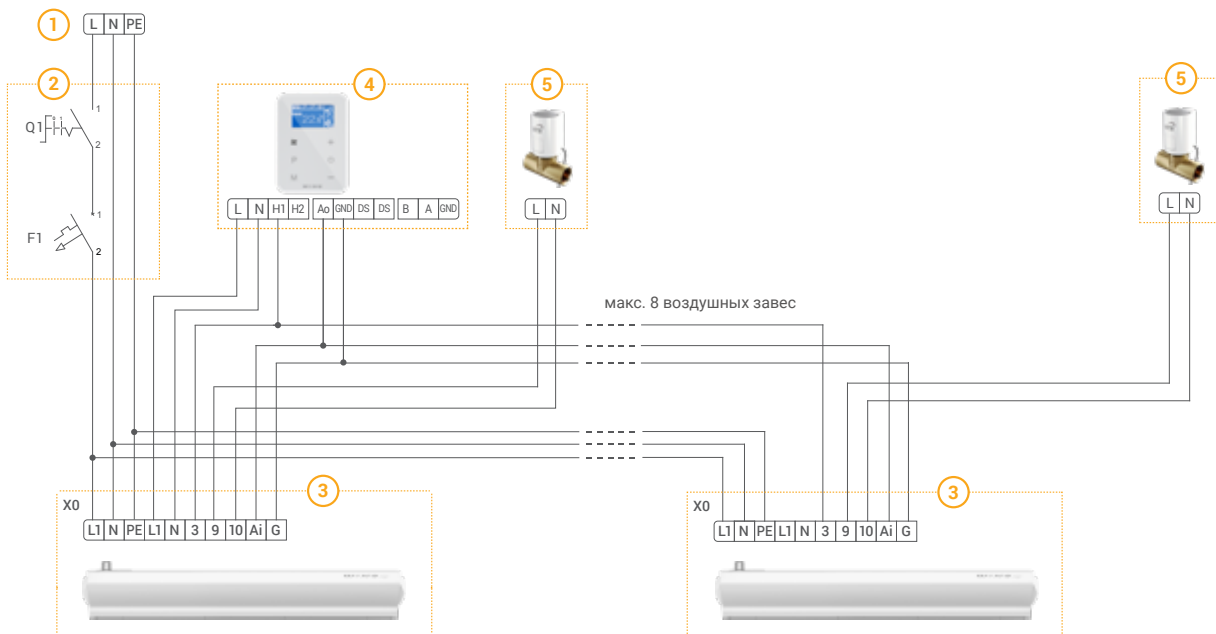 1 L N PE
2 4 5 5
Q1 0 1 1
2
L N H1 H2 Ao GND DS DS B A GND
L N
L N
F1 1
2
макс. 8 воздушных завес
3 3
X0
L1 N PE L1 N 3 9 10 Ai G
X0
L1 N PE L1 N 3 9 10 Ai G